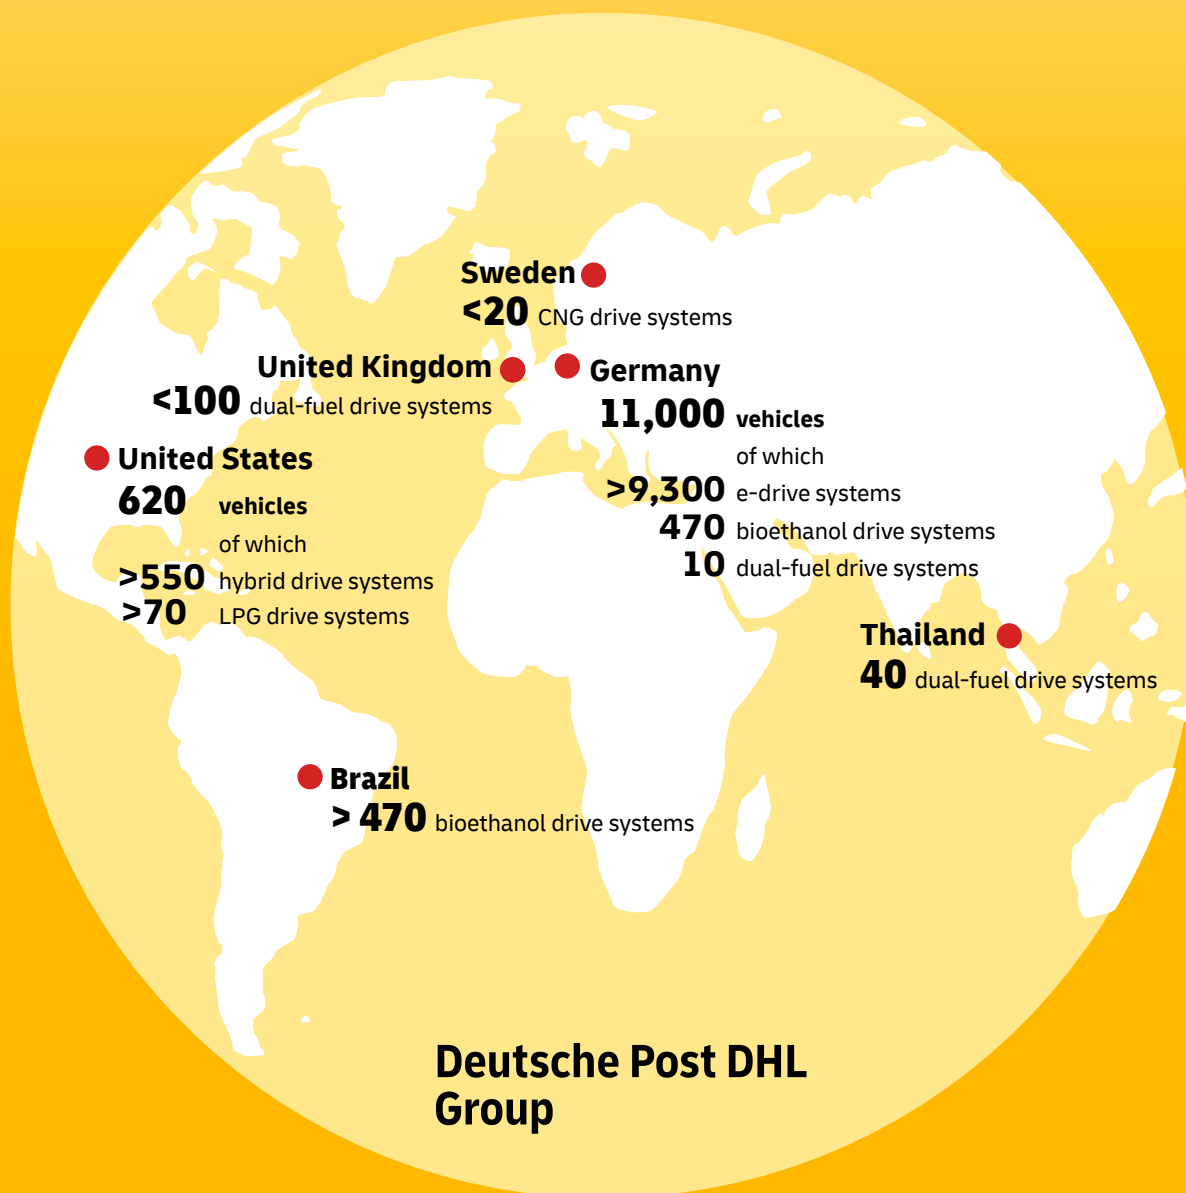 Sweden
<20 CNG drive systems
United Kingdom
<100 dual-fuel drive systems
Germany
11,000 vehicles
of which
>9,300 e-drive systems
470 bioethanol drive systems
10 dual-fuel drive systems
United States
620 vehicles
of which
>550 hybrid drive systems
>70 LPG drive systems
Thailand
40 dual-fuel drive systems
Brazil
> 470 bioethanol drive systems
Deutsche Post DHL
Group